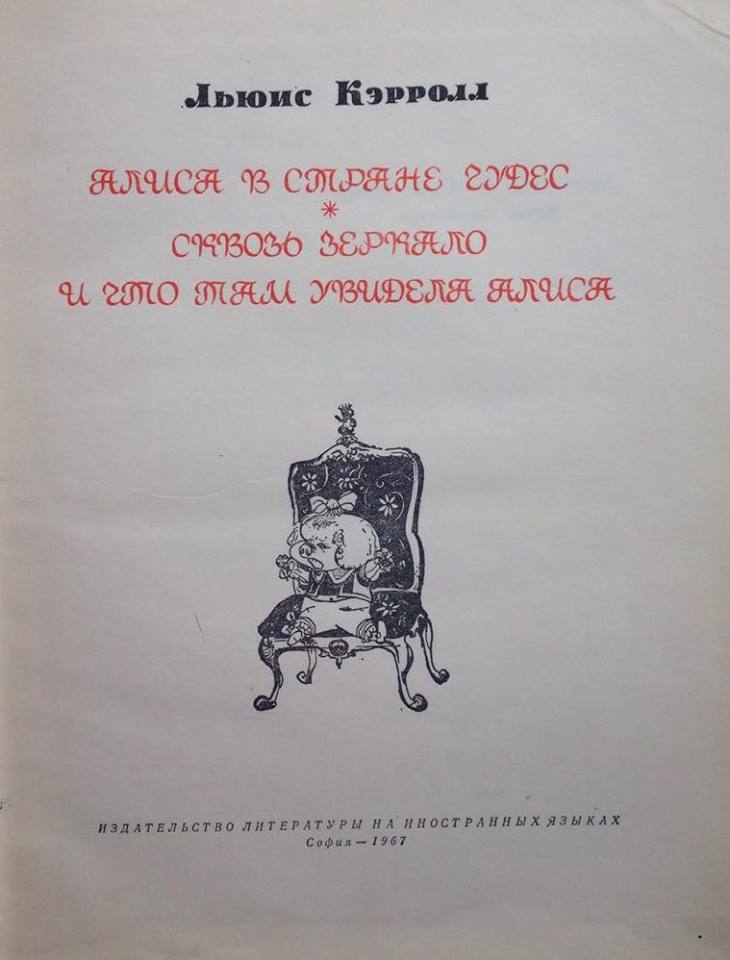 Льюис Кэрролл
АЛИСА В СТРАНЕ ЧУДЕС
*
СКВОЗЬ ЗЕРКАЛО
И ЧТО ТАМ УВИДЕЛА АЛИСА
ИЗДАТЕЛЬСТВО ЛИТЕРАТУРЫ НА ИНОСТРАННЫХ ЯЗЫКАХ
София — 1967